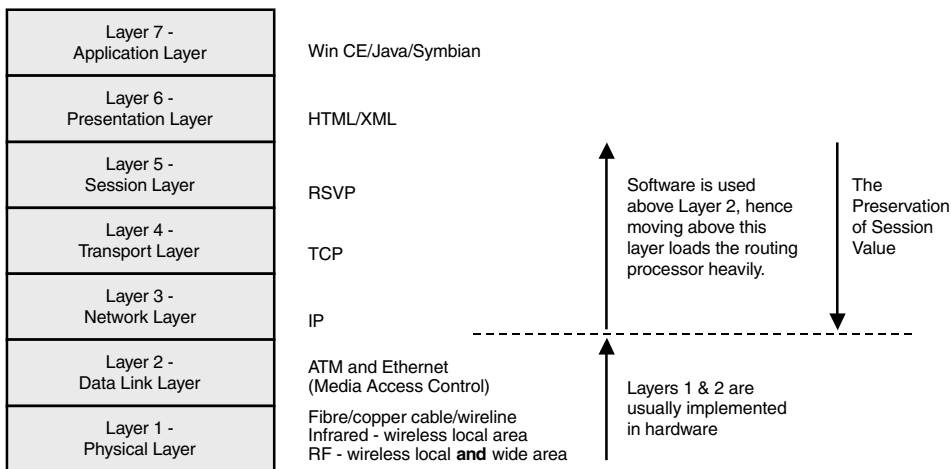 Layer 7 -
Application Layer
Win CE/Java/Symbian
Layer 6 -
Presentation Layer
HTML/XML
Layer 5 -
Session Layer
RSVP
Layer 4 -
Transport Layer
TCP
Layer 3 -
Network Layer
IP
Layer 2 -
Data Link Layer
ATM and Ethernet
(Media Access Control)
Layer 1 -
Physical Layer
Fibre/copper cable/wireline
Infrared - wireless local area
RF - wireless local and wide area
Software is used
above Layer 2, hence
moving above this
layer loads the routing
processor heavily.
The
Preservation
of Session
Value
Layers 1 & 2 are
usually implemented
in hardware